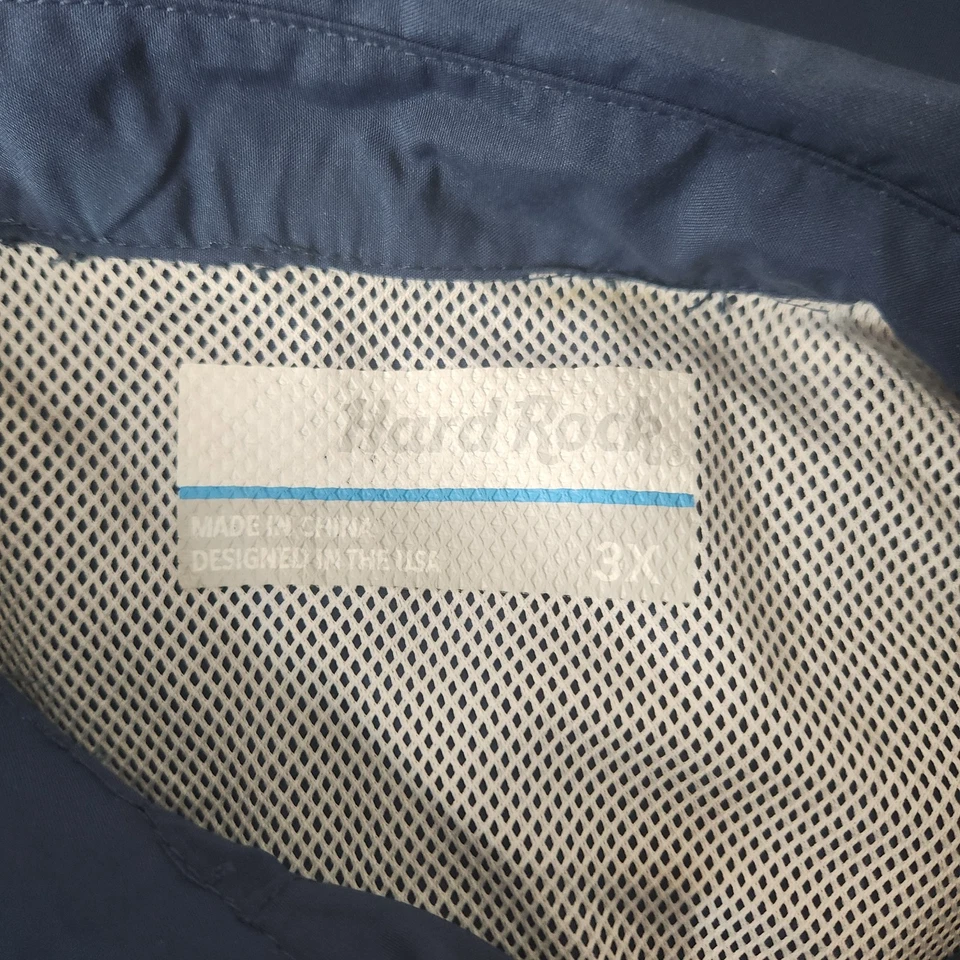 Hard Rock
MADE IN CHINA
DESIGNED IN THE USA
3X